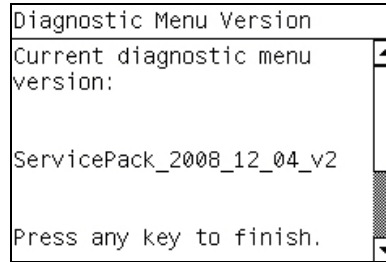 Diagnostic Menu Version
Current diagnostic menu
version:
ServicePack_2008_12_04_v2
Press any key to finish.